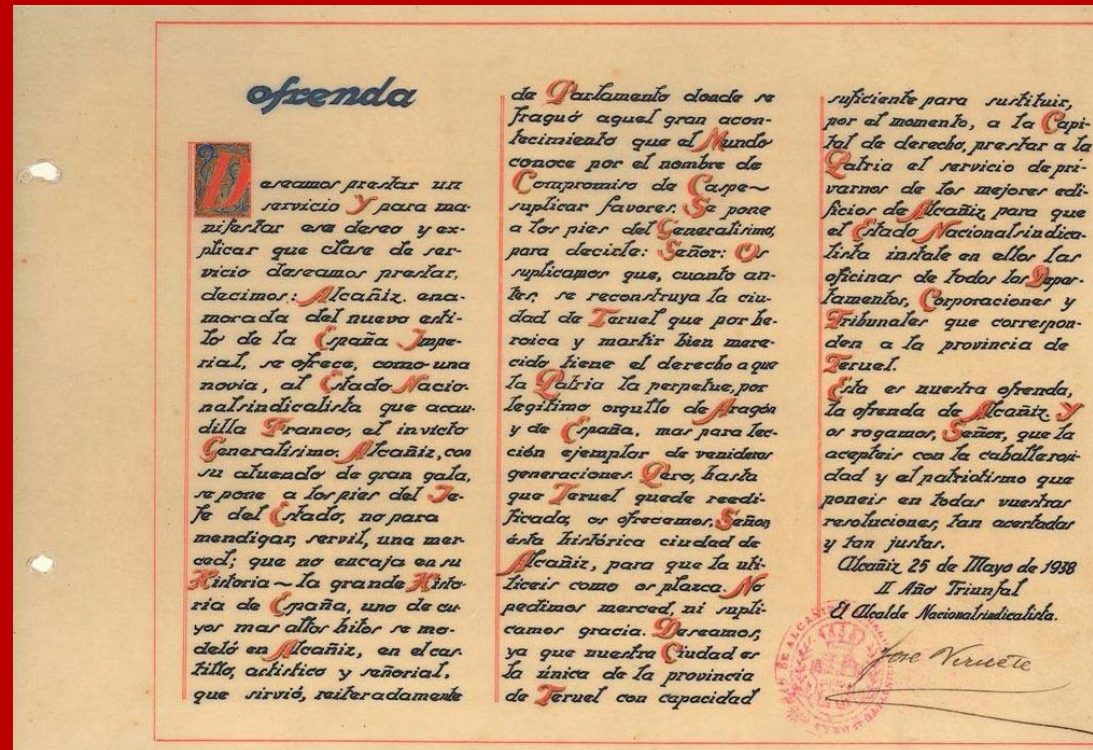 ofrenda
Deseamos prestar un
servicio Y para ma-
nifestar ese deseo y ex-
plicar que clase de ser-
vicio deseamos prestar,
decimos: Alcañiz, ena-
morada del nuevo esti-
lo de la España Impe-
rial, se ofrece, como una
novia, al Estado Nacio-
nalsindicalista que acau-
dilla Franco, el invicto
Generalísimo, Alcañiz, con
su atuendo de gran gala,
se pone a los pies del Je-
fe del Estado, no para
mendigar, servil, una mer-
ced; que no encaja en su
Historia ~ la grande Histo-
ria de España, uno de cu-
yos mas altos hitos se mo-
deló en Alcañiz, en el cas-
tillo, artistico y señorial,
que sirvió, reiteradamente
de Parlamento donde se
fraguó aquel gran acon-
tecimiento que el Mundo
conoce por el nombre de
Compromiso de Caspe ~
suplicar favores. Se pone
a los pies del Generalísimo,
para decirle: Señor: Os
suplicamos que, cuanto an-
tes, se reconstruya la ciu-
dad de Teruel que por he-
roica y martir bien mere-
cido tiene el derecho a que
la Patria la perpetue, por
legitimo orgullo de Aragón
y de España, mas para lec-
ción ejemplar de venideras
generaciones. Pero, hasta
que Teruel quede reedi-
ficada, os ofrecemos, Señor,
ésta histórica ciudad de
Alcañiz, para que la uti-
liceis como os plazca. No
pedimos merced, ni supli-
camos gracia. Deseamos,
ya que nuestra Ciudad es
la única de la provincia
de Teruel con capacidad
suficiente para sustituir,
por el momento, a la Capi-
tal de derecho, prestar a la
Patria el servicio de pri-
varnos de los mejores edi-
ficios de Alcañiz, para que
el Estado Nacionalsindica-
lista instale en ellos las
oficinas de todos los Depar-
tamentos, Corporaciones y
Tribunales que correspon-
den a la provincia de
Teruel.
Esta es nuestra ofrenda,
la ofrenda de Alcañiz. Y
os rogamos, Señor, que la
acepteis con la caballerosi-
dad y el patriotismo que
poneis en todas vuestras
resoluciones, tan acertadas
y tan justas.
Alcañiz 25 de Mayo de 1938
II Año Triunfal
El Alcalde Nacionalsindicalista.